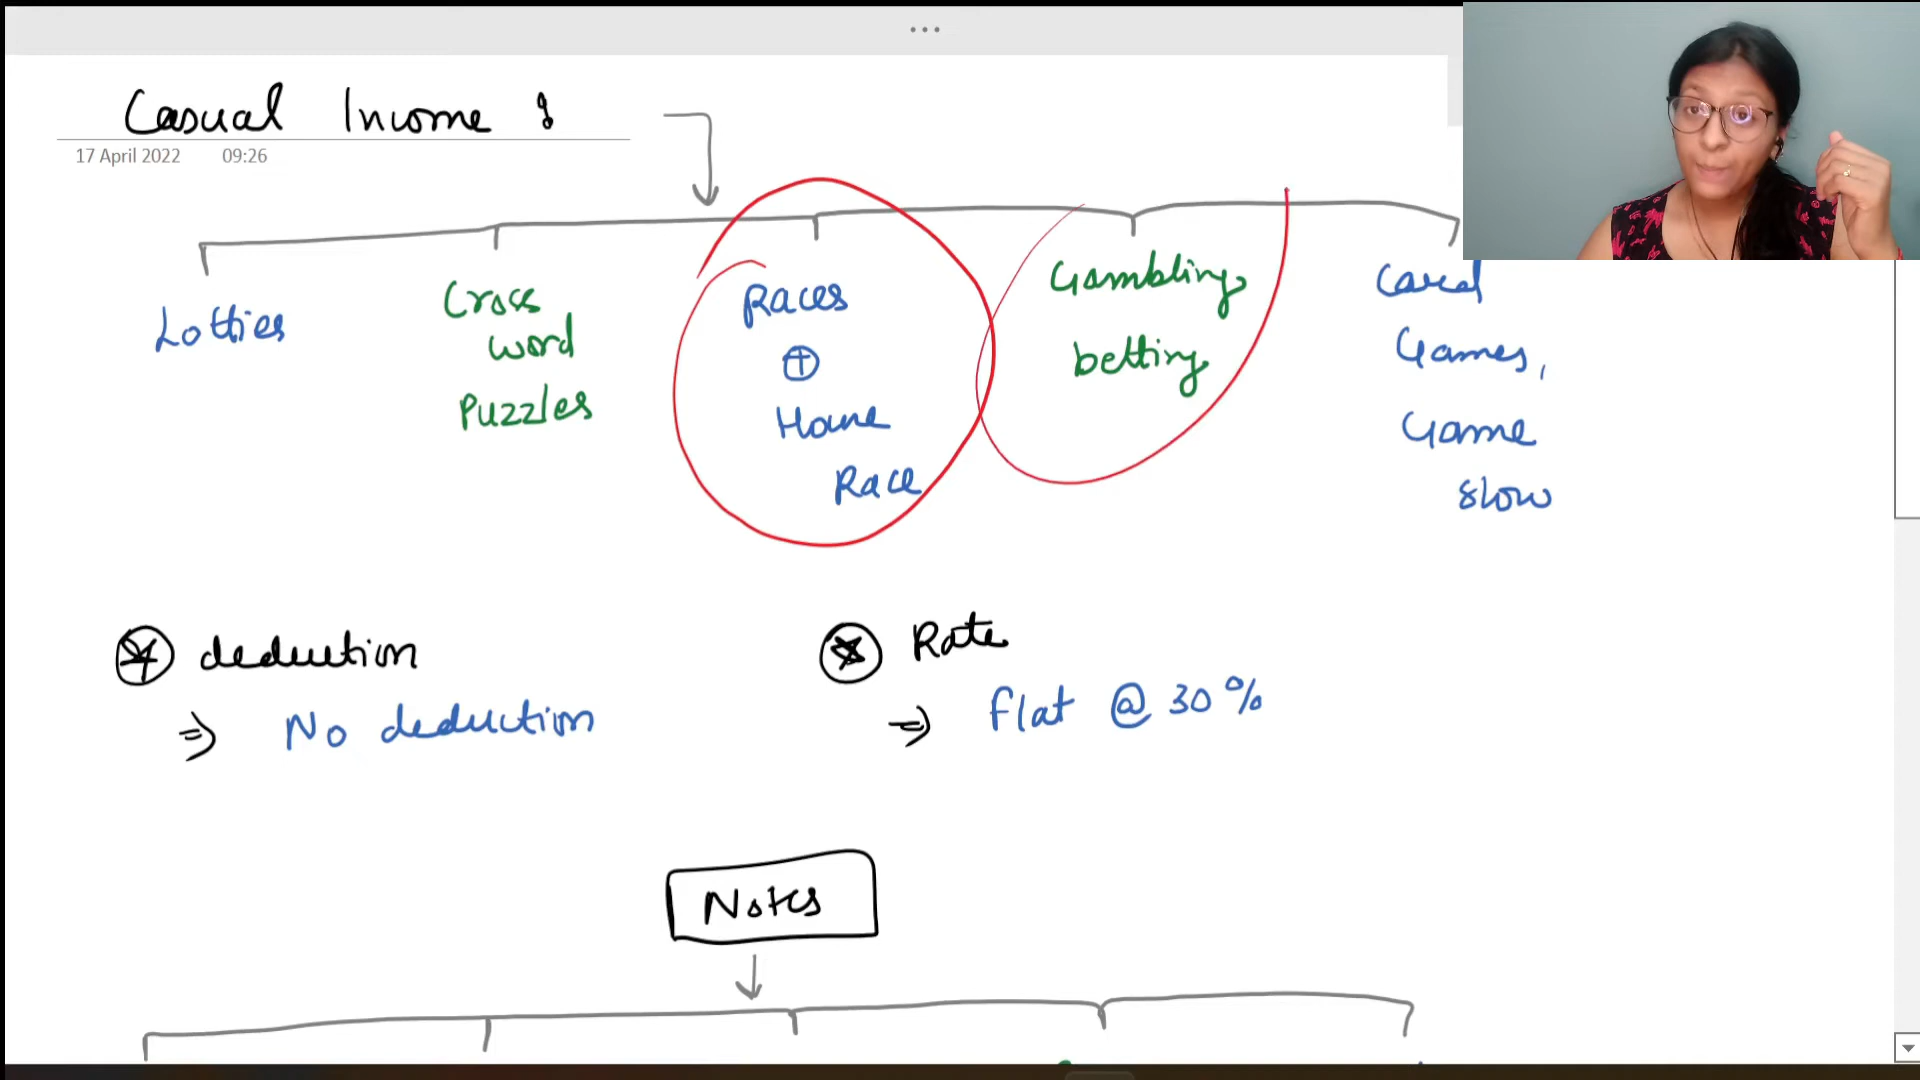 Casual Income :
17 April 2022 09:26
Lotties
Cross
word
Puzzles
Races
+
Horse
Race
Gambling
betting
Card
Games,
Game
show
deduction
⇒ No deduction
Rate
⇒ flat @ 30%
Notes